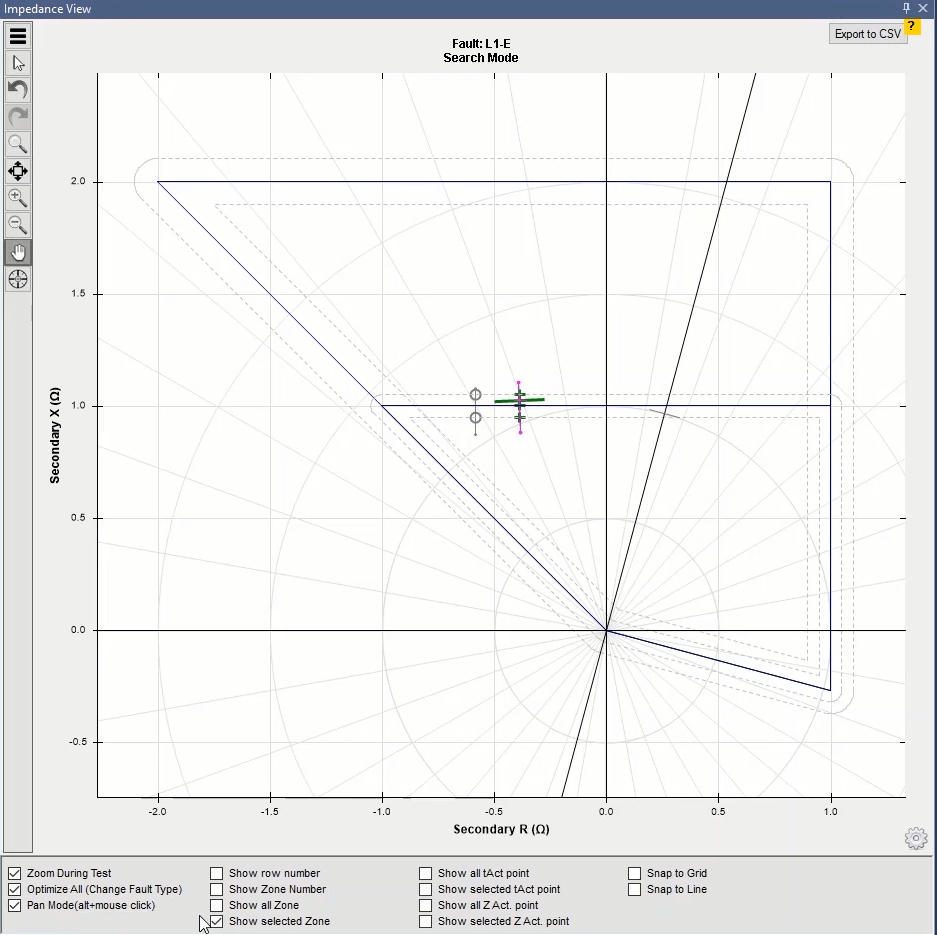 Impedance View
Export to CSV
?
Fault: L1-E
Search Mode
2.0
1.5
1.0
0.5
0.0
-0.5
Secondary X (Ω)
-2.0 -1.5 -1.0 -0.5 0.0 0.5 1.0
Secondary R (Ω)
Zoom During Test Show row number Show all tAct point Snap to Grid
Optimize All (Change Fault Type) Show Zone Number Show selected tAct point Snap to Line
Pan Mode(alt+mouse click) Show all Zone Show all Z Act. point
Show selected Zone Show selected Z Act. point